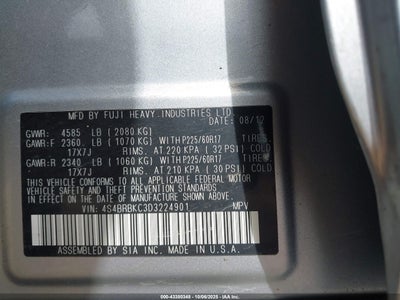 MFD BY FUJI HEAVY INDUSTRIES LTD.
DATE: 08/12
GVWR: 4585 LB ( 2080 KG)
GAWR:F 2360 LB ( 1070 KG) WITH P225/60R17 TIRES,
17X7J RIMS, AT 220 KPA ( 32 PSI) COLD
GAWR:R 2340 LB ( 1060 KG) WITH P225/60R17 TIRES,
17X7J RIMS, AT 210 KPA ( 30 PSI) COLD
THIS VEHICLE CONFORMS TO ALL APPLICABLE FEDERAL MOTOR
VEHICLE SAFETY AND THEFT PREVENTION STANDARDS
IN EFFECT ON THE DATE OF MANUFACTURE SHOWN ABOVE.
VIN: 4S4BRBKC3D3224901 MPV
ASSEMBLED BY SIA INC. MADE IN U.S.A.
000-43300348 - 10/06/2025 -